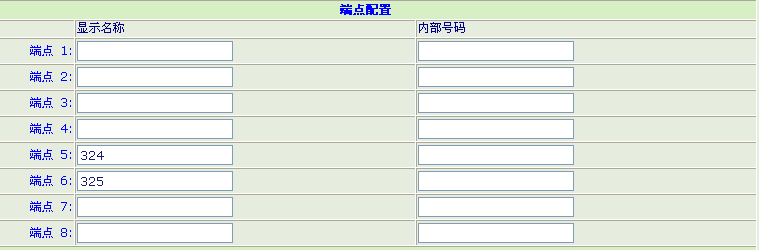 端点配置
显示名称 内部号码
端点 1:
端点 2:
端点 3:
端点 4:
端点 5: 324
端点 6: 325
端点 7:
端点 8: